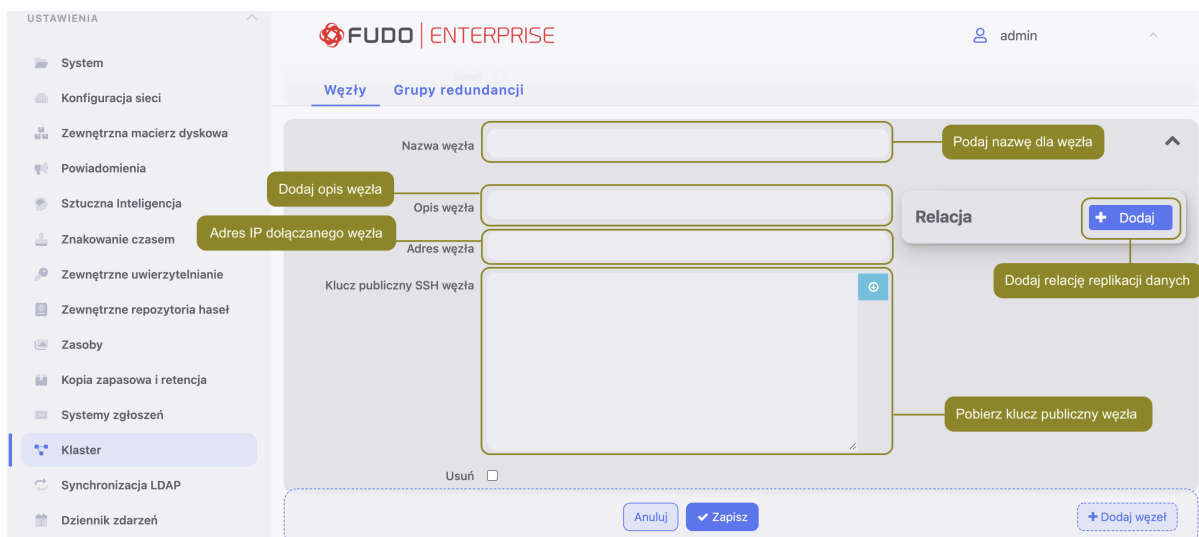 USTAWIENIA
System
Konfiguracja sieci
Zewnętrzna macierz dyskowa
Powiadomienia
Sztuczna Inteligencja
Znakowanie czasem
Zewnętrzne uwierzytelnianie
Zewnętrzne repozytoria haseł
Zasoby
Kopia zapasowa i retencja
Systemy zgłoszeń
Klaster
Synchronizacja LDAP
Dziennik zdarzeń
FUDO | ENTERPRISE
admin
Węzły Grupy redundancji
Nazwa węzła
Podaj nazwę dla węzła
Dodaj opis węzła
Opis węzła
Relacja
+ Dodaj
Adres IP dołączanego węzła
Adres węzła
Dodaj relację replikacji danych
Klucz publiczny SSH węzła
Pobierz klucz publiczny węzła
Usuń
Anuluj
Zapisz
+ Dodaj węzeł